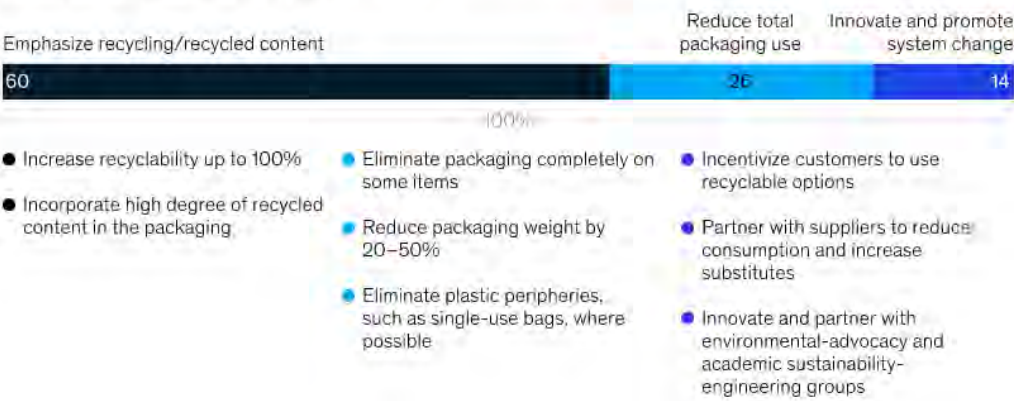 Emphasize recycling/recycled content
Reduce total
packaging use
Innovate and promote
system change
60
26
14
100%
Increase recyclability up to 100%
Incorporate high degree of recycled
content in the packaging
Eliminate packaging completely on
some items
Reduce packaging weight by
20–50%
Eliminate plastic peripheries,
such as single-use bags, where
possible
Incentivize customers to use
recyclable options
Partner with suppliers to reduce
consumption and increase
substitutes
Innovate and partner with
environmental-advocacy and
academic sustainability-
engineering groups